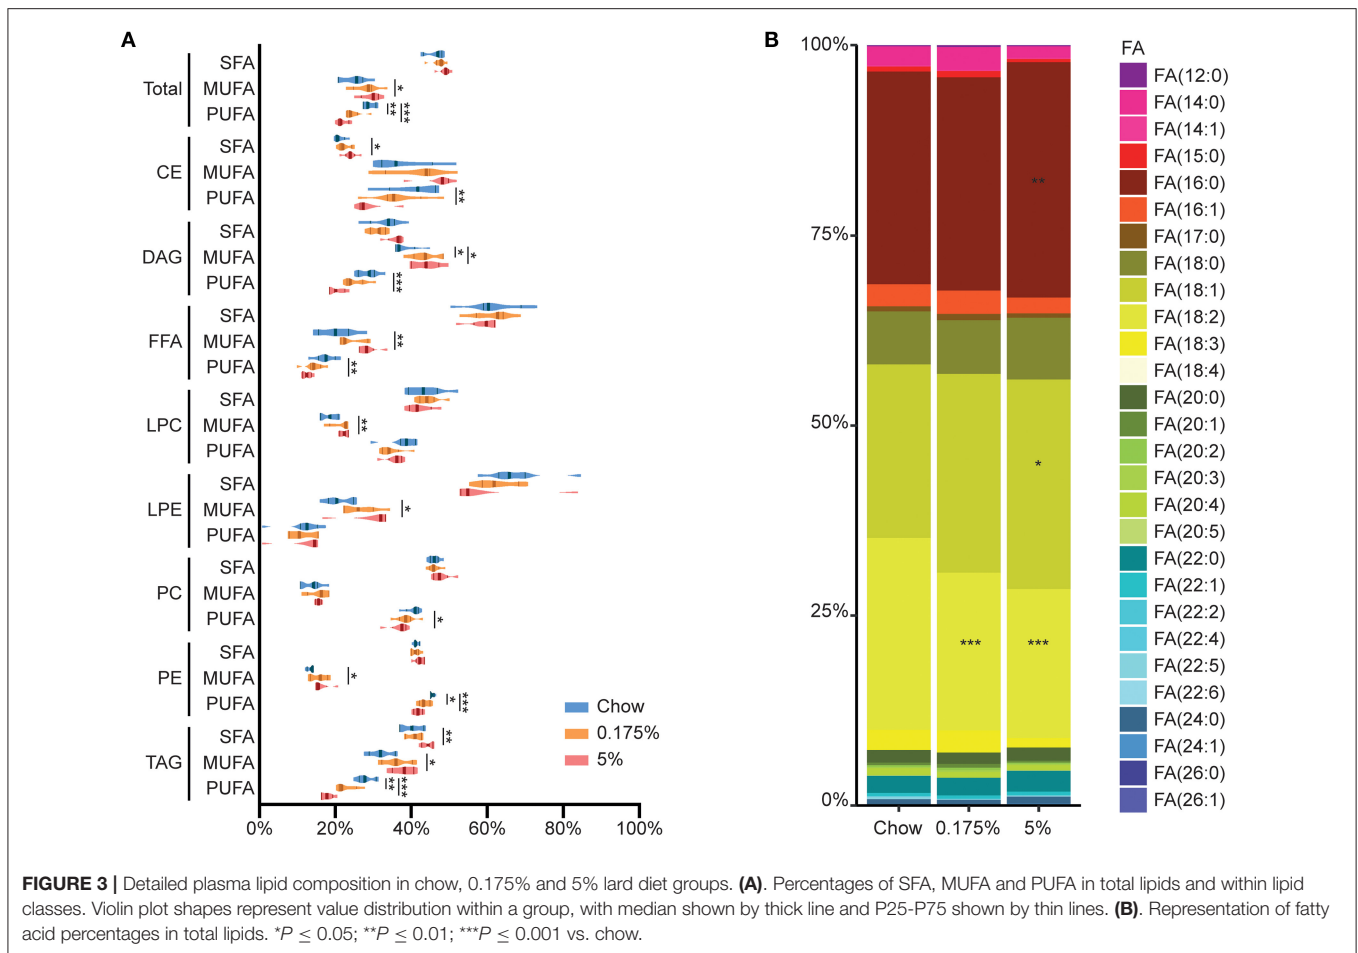 A
Total
SFA
MUFA
*
PUFA
** ***
CE
SFA
*
MUFA
PUFA
**
DAG
SFA
MUFA
* *
PUFA
***
FFA
SFA
MUFA
**
PUFA
**
LPC
SFA
MUFA
**
PUFA
LPE
SFA
MUFA
*
PUFA
PC
SFA
MUFA
PUFA
*
PE
SFA
MUFA
*
PUFA
* ***
TAG
SFA
**
MUFA
*
PUFA
** ***
Chow
0.175%
5%
0% 20% 40% 60% 80% 100%
B
100%
75%
50%
25%
0%
**
*
*** ***
Chow 0.175% 5%
FA
FA(12:0)
FA(14:0)
FA(14:1)
FA(15:0)
FA(16:0)
FA(16:1)
FA(17:0)
FA(18:0)
FA(18:1)
FA(18:2)
FA(18:3)
FA(18:4)
FA(20:0)
FA(20:1)
FA(20:2)
FA(20:3)
FA(20:4)
FA(20:5)
FA(22:0)
FA(22:1)
FA(22:2)
FA(22:4)
FA(22:5)
FA(22:6)
FA(24:0)
FA(24:1)
FA(26:0)
FA(26:1)
FIGURE 3 | Detailed plasma lipid composition in chow, 0.175% and 5% lard diet groups. (A). Percentages of SFA, MUFA and PUFA in total lipids and within lipid
classes. Violin plot shapes represent value distribution within a group, with median shown by thick line and P25-P75 shown by thin lines. (B). Representation of fatty
acid percentages in total lipids. *P ≤ 0.05; **P ≤ 0.01; ***P ≤ 0.001 vs. chow.